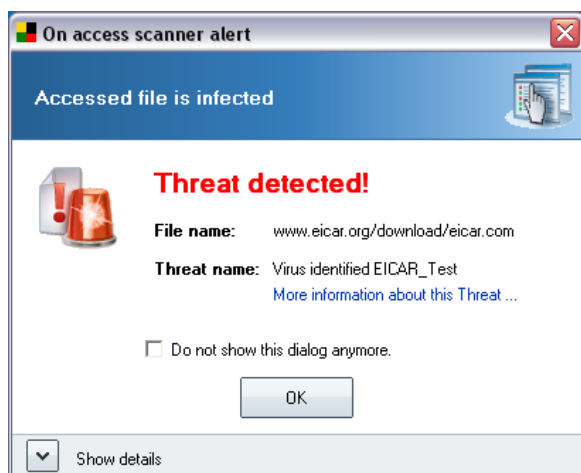 On access scanner alert
Accessed file is infected
Threat detected!
File name: www.eicar.org/download/eicar.com
Threat name: Virus identified EICAR_Test
More information about this Threat ...
Do not show this dialog anymore.
OK
Show details